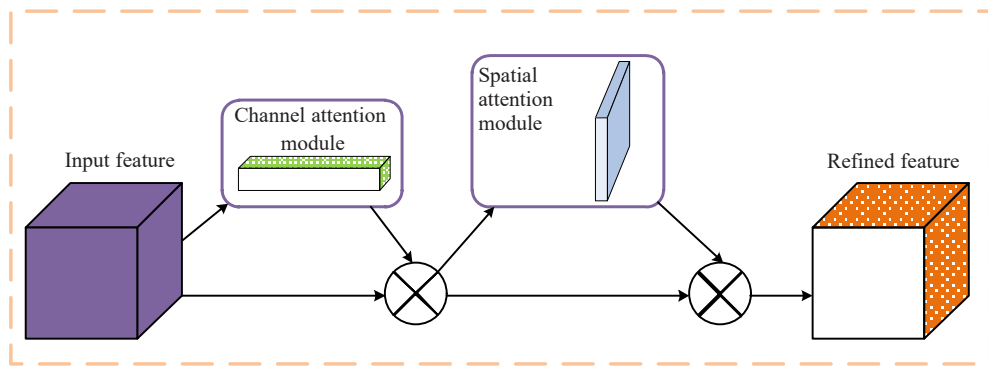 Input feature
Channel attention
module
Spatial
attention
module
Refined feature